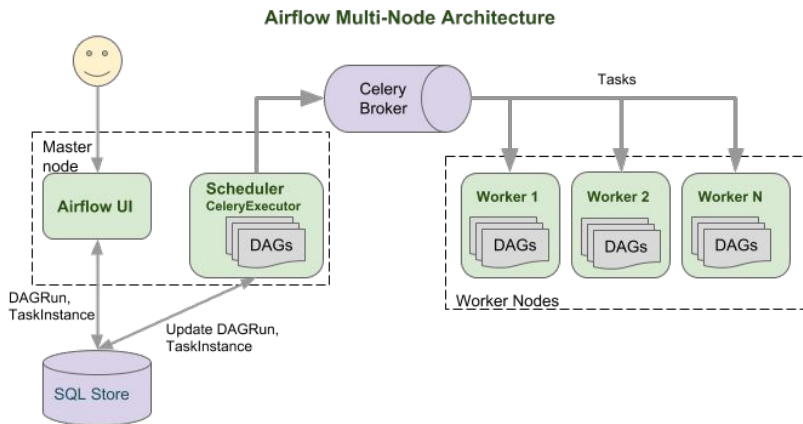 Airflow Multi-Node Architecture
Celery
Broker
Tasks
Master
node
Airflow UI
Scheduler
CeleryExecutor
DAGs
Worker 1
DAGs
Worker 2
DAGs
Worker N
DAGs
Worker Nodes
DAGRun,
TaskInstance
Update DAGRun,
TaskInstance
SQL Store